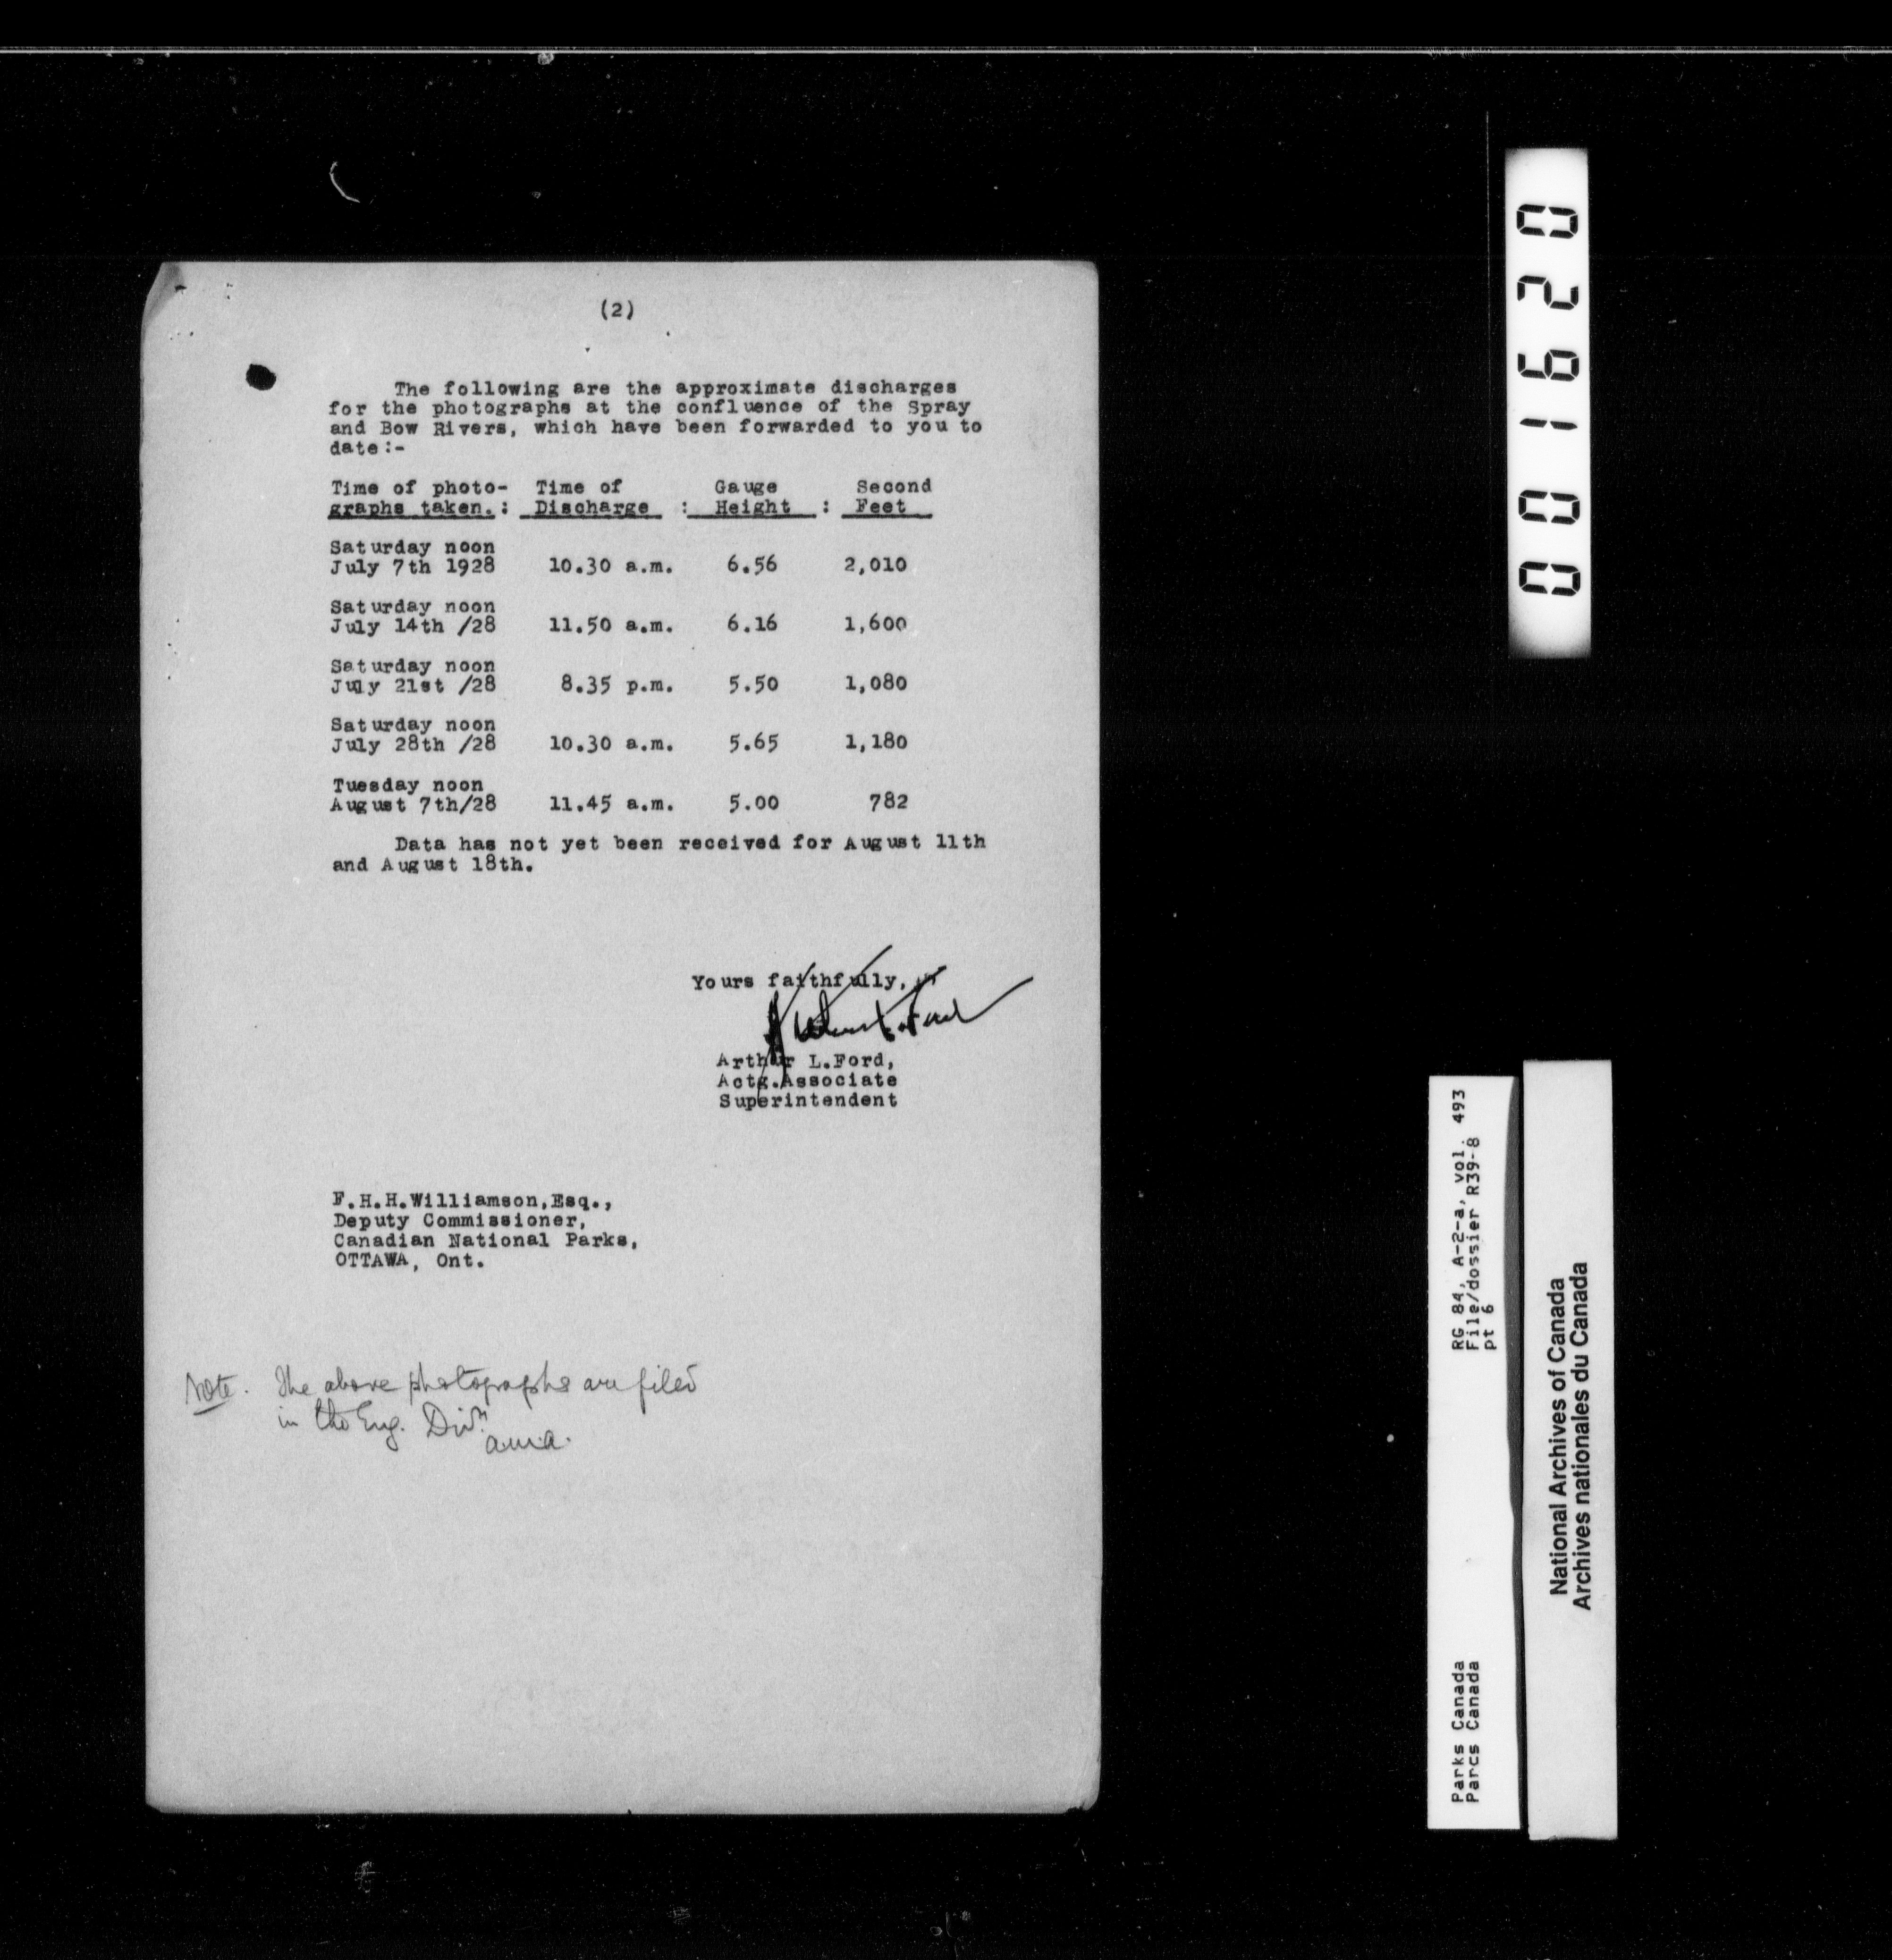 (2)
The following are the approximate discharges
for the photographs at the confluence of the Spray
and Bow Rivers, which have been forwarded to you to
date:-
Time of photo- Time of Gauge Second
graphs taken. : Discharge : Height : Feet
Saturday noon
July 7th 1928 10.30 a.m. 6.56 2,010
Saturday noon
July 14th /28 11.50 a.m. 6.16 1,600
Saturday noon
July 21st /28 8.35 p.m. 5.50 1,080
Saturday noon
July 28th /28 10.30 a.m. 5.65 1,180
Tuesday noon
August 7th/28 11.45 a.m. 5.00 782
Data has not yet been received for August 11th
and August 18th.
Yours faithfully,
Arthur L.Ford,
Actg.Associate
Superintendent
F.H.H.Williamson,Esq.,
Deputy Commissioner,
Canadian National Parks,
OTTAWA, Ont.
Note. The above photographs are filed
in the Eng. Divn.
001620
RG 84, A-2-a, vol. 493
File/dossier R39-8
pt 6
Parks Canada
Parcs Canada
National Archives of Canada
Archives nationales du Canada